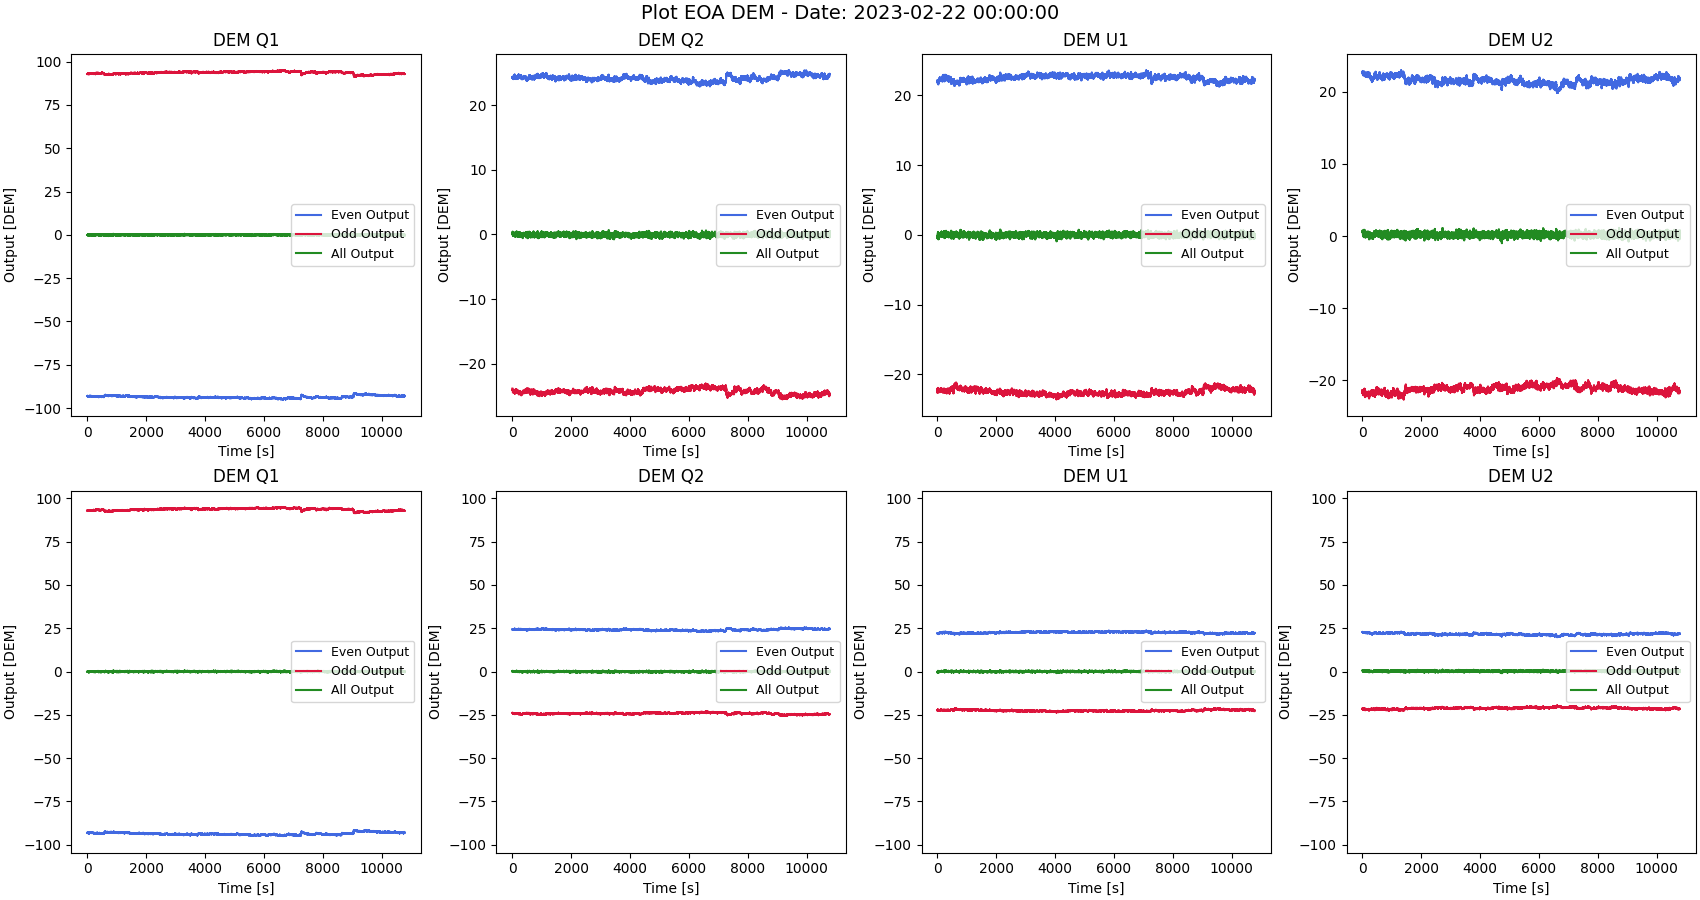 Plot EOA DEM - Date: 2023-02-22 00:00:00
DEM Q1
Output [DEM]
100
75
50
25
0
−25
−50
−75
−100
Even Output
Odd Output
All Output
0 2000 4000 6000 8000 10000
Time [s]
DEM Q2
Output [DEM]
20
10
0
−10
−20
Even Output
Odd Output
All Output
0 2000 4000 6000 8000 10000
Time [s]
DEM U1
Output [DEM]
20
10
0
−10
−20
Even Output
Odd Output
All Output
0 2000 4000 6000 8000 10000
Time [s]
DEM U2
Output [DEM]
20
10
0
−10
−20
Even Output
Odd Output
All Output
0 2000 4000 6000 8000 10000
Time [s]
DEM Q1
Output [DEM]
100
75
50
25
0
−25
−50
−75
−100
Even Output
Odd Output
All Output
0 2000 4000 6000 8000 10000
Time [s]
DEM Q2
Output [DEM]
100
75
50
25
0
−25
−50
−75
−100
Even Output
Odd Output
All Output
0 2000 4000 6000 8000 10000
Time [s]
DEM U1
Output [DEM]
100
75
50
25
0
−25
−50
−75
−100
Even Output
Odd Output
All Output
0 2000 4000 6000 8000 10000
Time [s]
DEM U2
Output [DEM]
100
75
50
25
0
−25
−50
−75
−100
Even Output
Odd Output
All Output
0 2000 4000 6000 8000 10000
Time [s]